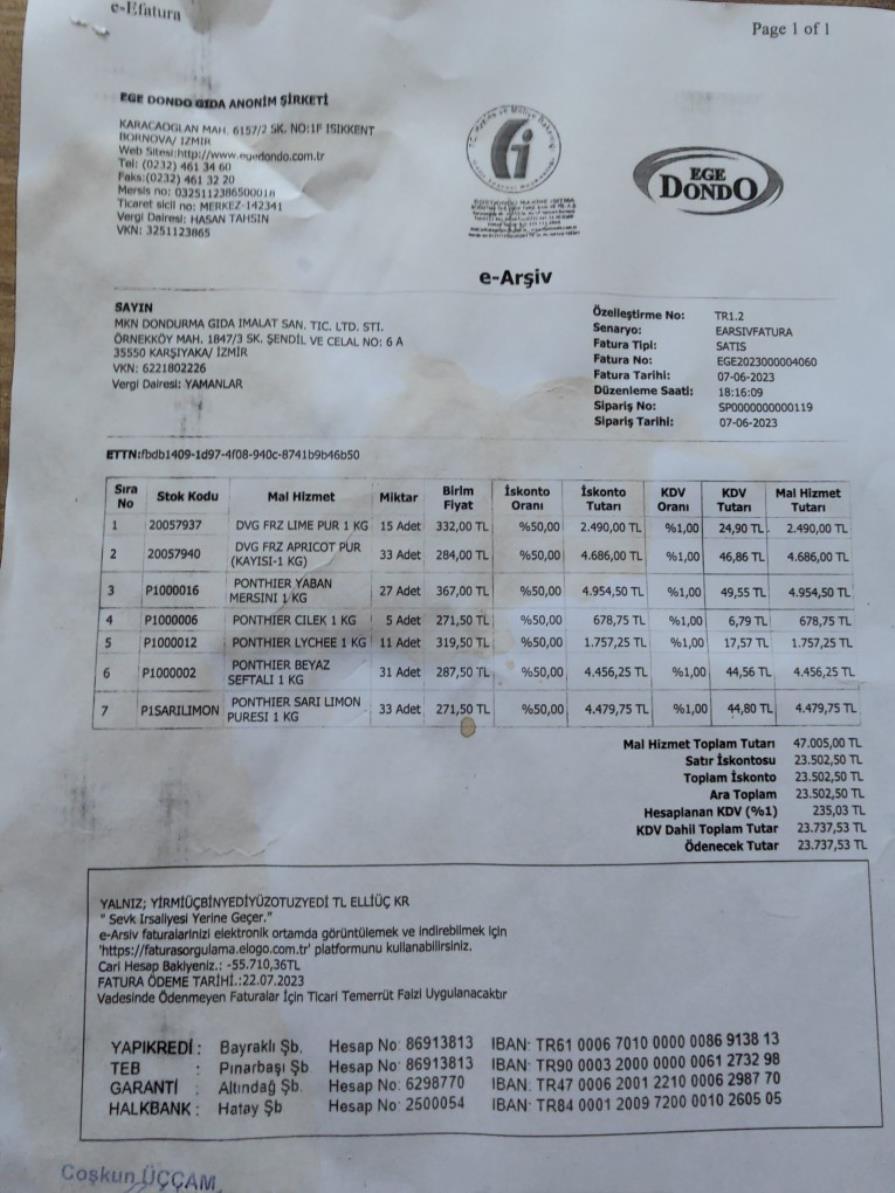 e-Efatura
Page 1 of 1
EGE DONDO GIDA ANONİM ŞİRKETİ
KARACAOGLAN MAH. 6157/2 SK. NO:1F ISIKKENT
BORNOVA/ IZMIR
Web Sitesi:http://www.egedondo.com.tr
Tel: (0232) 461 34 60
Faks:(0232) 461 32 20
Mersis no: 0325112386500018
Ticaret sicil no: MERKEZ-142341
Vergi Dairesi: HASAN TAHSIN
VKN: 3251123865
EGE
DONDO
e-Arşiv
SAYIN
MKN DONDURMA GIDA IMALAT SAN. TIC. LTD. STI.
ÖRNEKKÖY MAH. 1847/3 SK. ŞENDİL VE CELAL NO: 6 A
35550 KARŞIYAKA/ İZMİR
VKN: 6221802226
Vergi Dairesi: YAMANLAR
Özelleştirme No: TR1.2
Senaryo: EARSIVFATURA
Fatura Tipi: SATIS
Fatura No: EGE2023000004060
Fatura Tarihi: 07-06-2023
Düzenleme Saati: 18:16:09
Sipariş No: SP0000000000119
Sipariş Tarihi: 07-06-2023
ETTN:fbdb1409-1d97-4f08-940c-8741b9b46b50
Sıra No Stok Kodu Mal Hizmet Miktar Birim Fiyat İskonto Oranı İskonto Tutarı KDV Oranı KDV Tutarı Mal Hizmet Tutarı
1 20057937 DVG FRZ LIME PUR 1 KG 15 Adet 332,00 TL %50,00 2.490,00 TL %1,00 24,90 TL 2.490,00 TL
2 20057940 DVG FRZ APRICOT PUR (KAYISI-1 KG) 33 Adet 284,00 TL %50,00 4.686,00 TL %1,00 46,86 TL 4.686,00 TL
3 P1000016 PONTHIER YABAN MERSINI 1 KG 27 Adet 367,00 TL %50,00 4.954,50 TL %1,00 49,55 TL 4.954,50 TL
4 P1000006 PONTHIER CILEK 1 KG 5 Adet 271,50 TL %50,00 678,75 TL %1,00 6,79 TL 678,75 TL
5 P1000012 PONTHIER LYCHEE 1 KG 11 Adet 319,50 TL %50,00 1.757,25 TL %1,00 17,57 TL 1.757,25 TL
6 P1000002 PONTHIER BEYAZ SEFTALI 1 KG 31 Adet 287,50 TL %50,00 4.456,25 TL %1,00 44,56 TL 4.456,25 TL
7 P1SARILIMON PONTHIER SARI LIMON PURESI 1 KG 33 Adet 271,50 TL %50,00 4.479,75 TL %1,00 44,80 TL 4.479,75 TL
Mal Hizmet Toplam Tutarı 47.005,00 TL
Satır İskontosu 23.502,50 TL
Toplam İskonto 23.502,50 TL
Ara Toplam 23.502,50 TL
Hesaplanan KDV (%1) 235,03 TL
KDV Dahil Toplam Tutar 23.737,53 TL
Ödenecek Tutar 23.737,53 TL
YALNIZ; YİRMİÜÇBİNYEDİYÜZOTUZYEDİ TL ELLİÜÇ KR
" Sevk Irsaliyesi Yerine Geçer."
e-Arsiv faturalarinizi elektronik ortamda görüntülemek ve indirebilmek için
'https://faturasorgulama.elogo.com.tr' platformunu kullanabilirsiniz.
Cari Hesap Bakiyeniz.: -55.710,36TL
FATURA ÖDEME TARİHİ.:22.07.2023
Vadesinde Ödenmeyen Faturalar İçin Ticari Temerrüt Faizi Uygulanacaktır
YAPIKREDİ : Bayraklı Şb. Hesap No: 86913813 IBAN: TR61 0006 7010 0000 0086 9138 13
TEB : Pınarbaşı Şb Hesap No: 86913813 IBAN: TR90 0003 2000 0000 0061 2732 98
GARANTİ : Altındağ Şb. Hesap No: 6298770 IBAN: TR47 0006 2001 2210 0006 2987 70
HALKBANK : Hatay Şb Hesap No: 2500054 IBAN: TR84 0001 2009 7200 0010 2605 05
Coşkun ÜÇÇAM